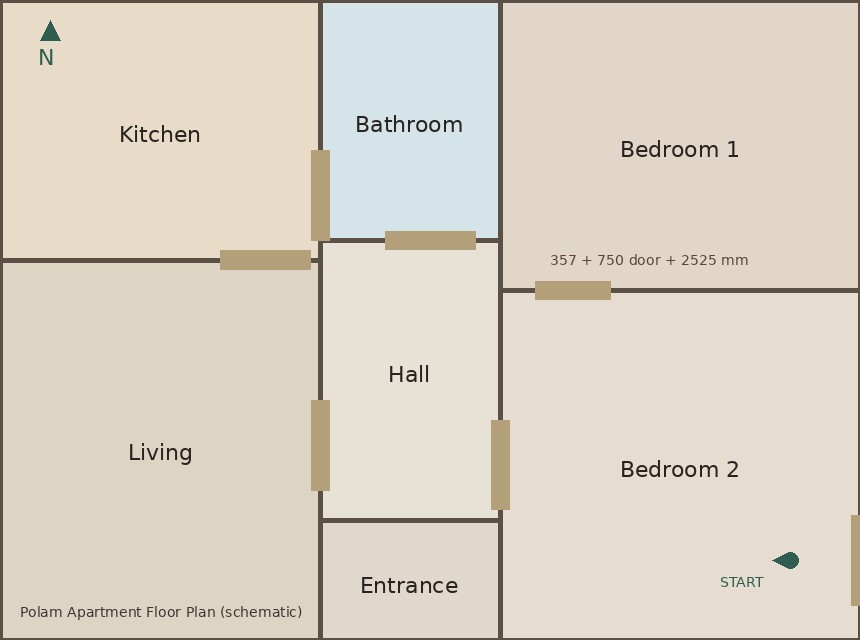 N
Kitchen
Bathroom
Bedroom 1
357 + 750 door + 2525 mm
Hall
Living
Bedroom 2
START
Entrance
Polam Apartment Floor Plan (schematic)